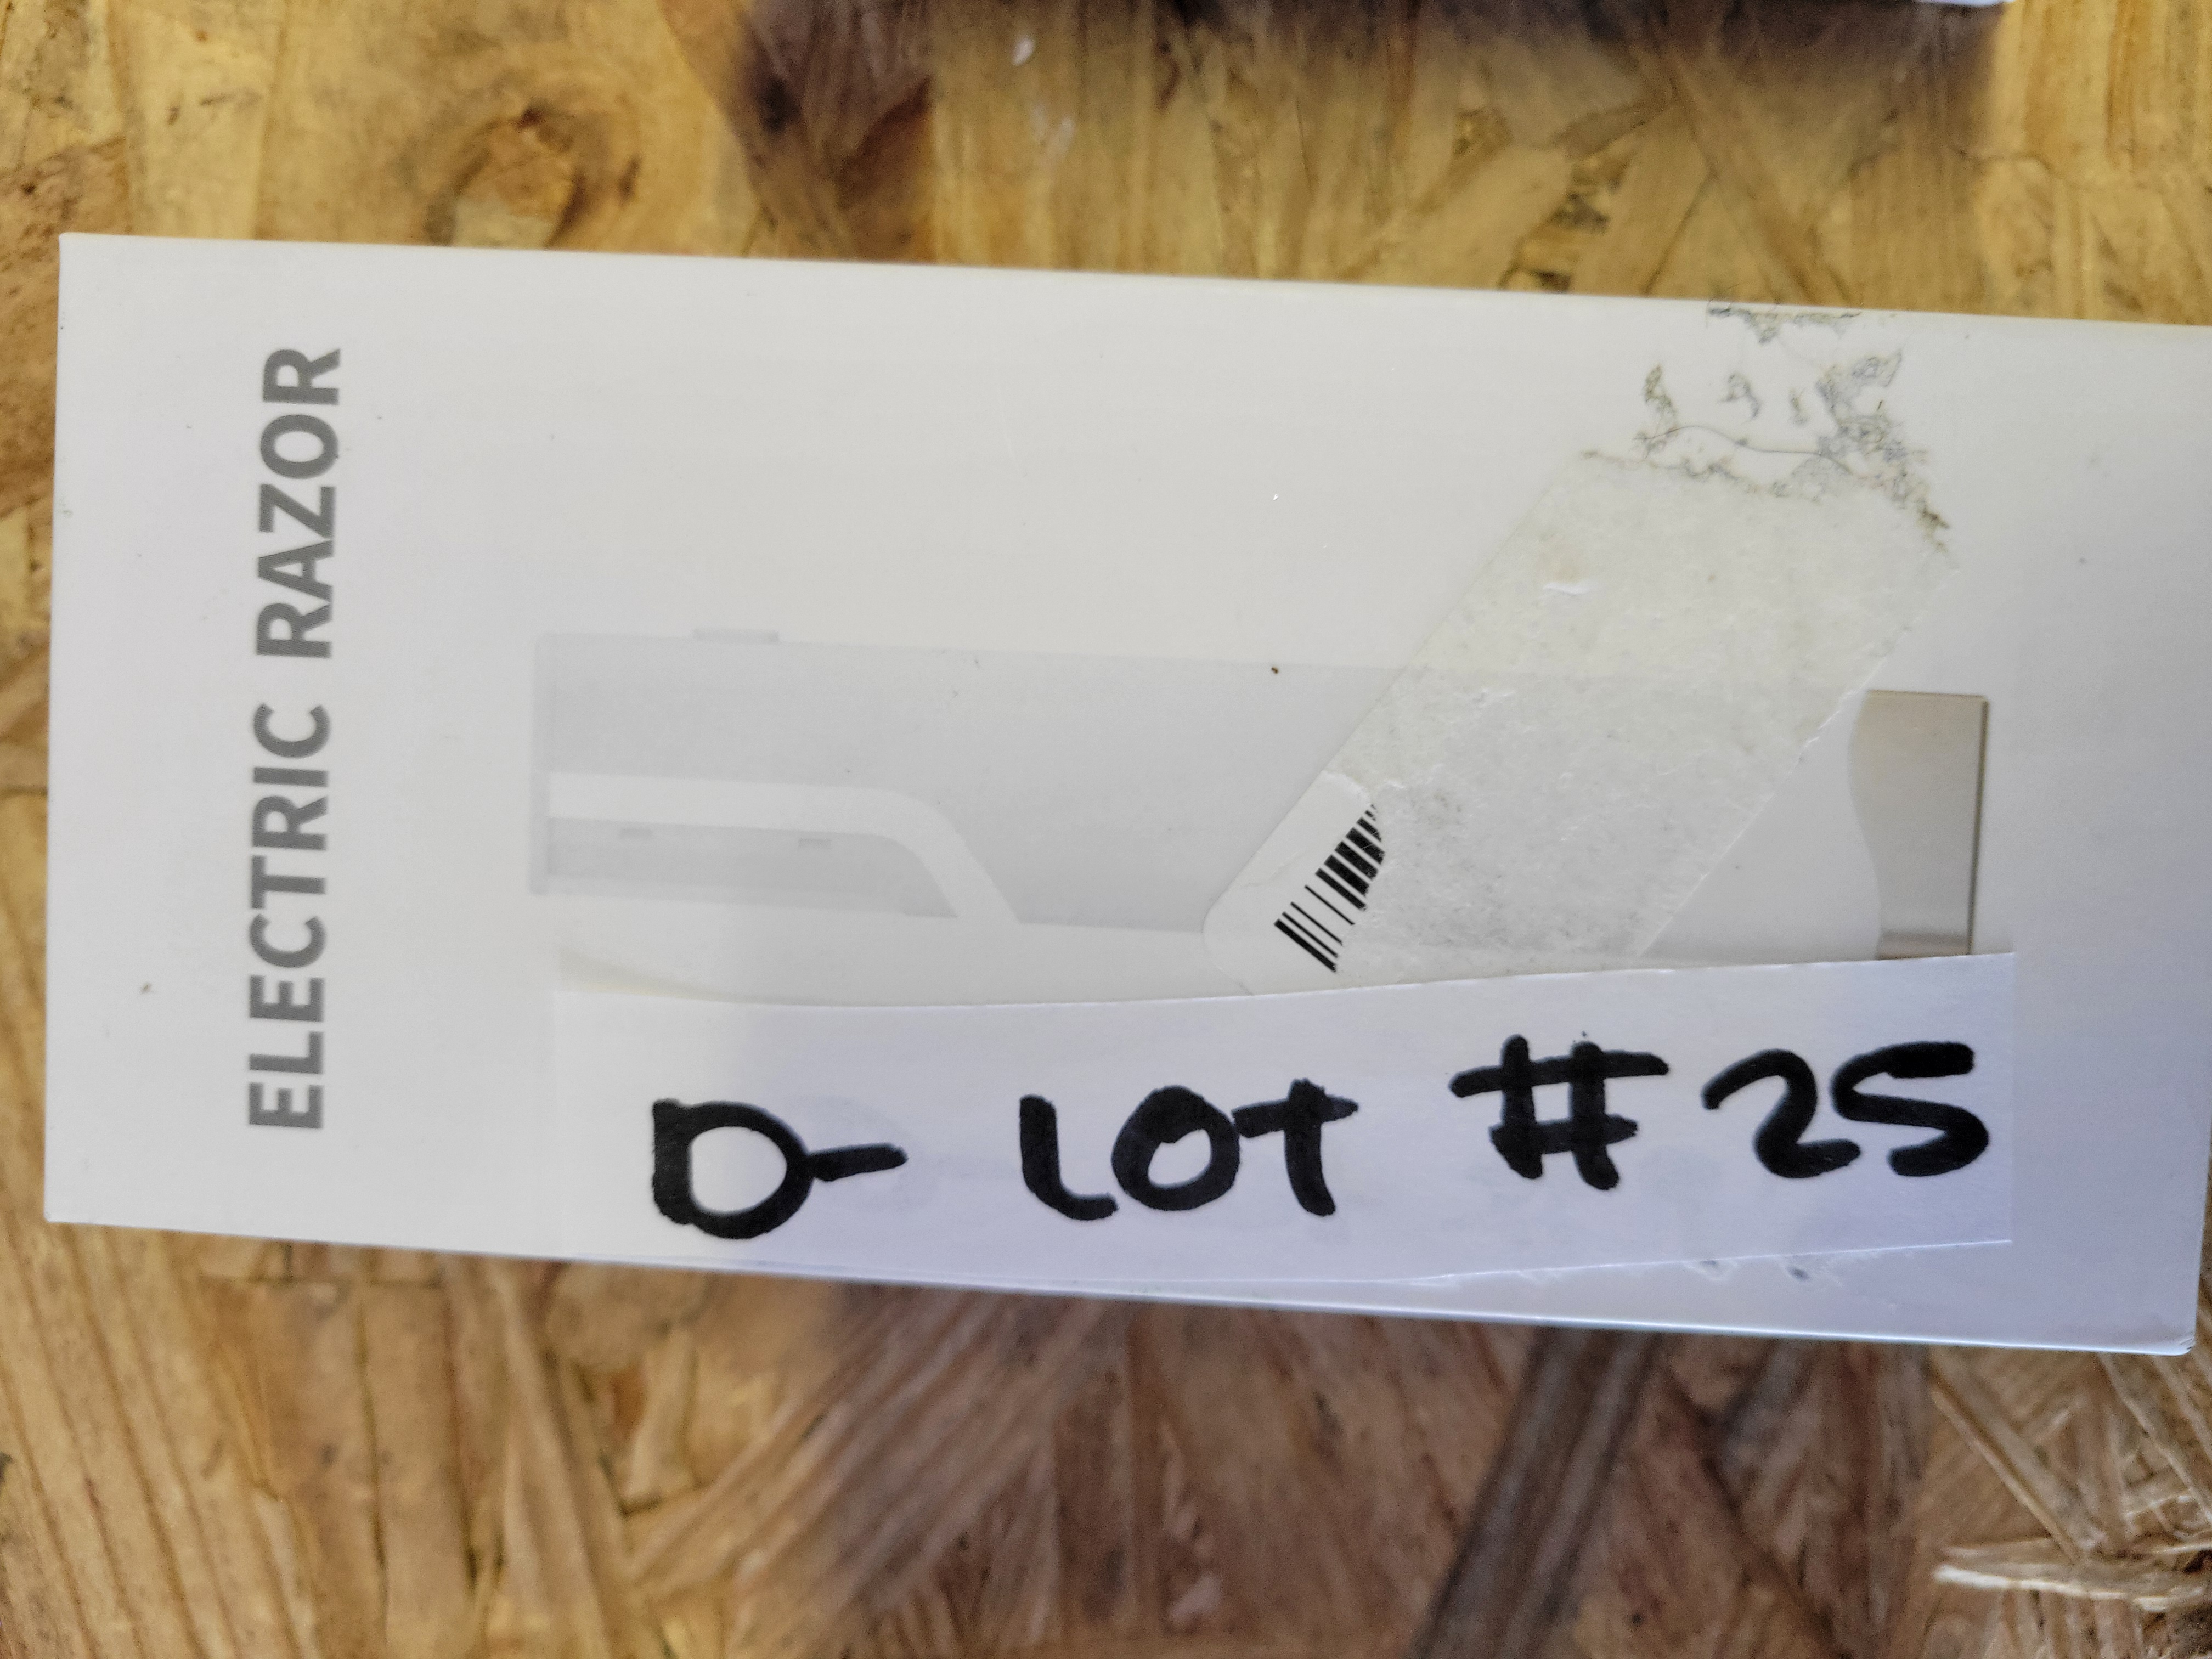 ELECTRIC RAZOR
D- LOT #25